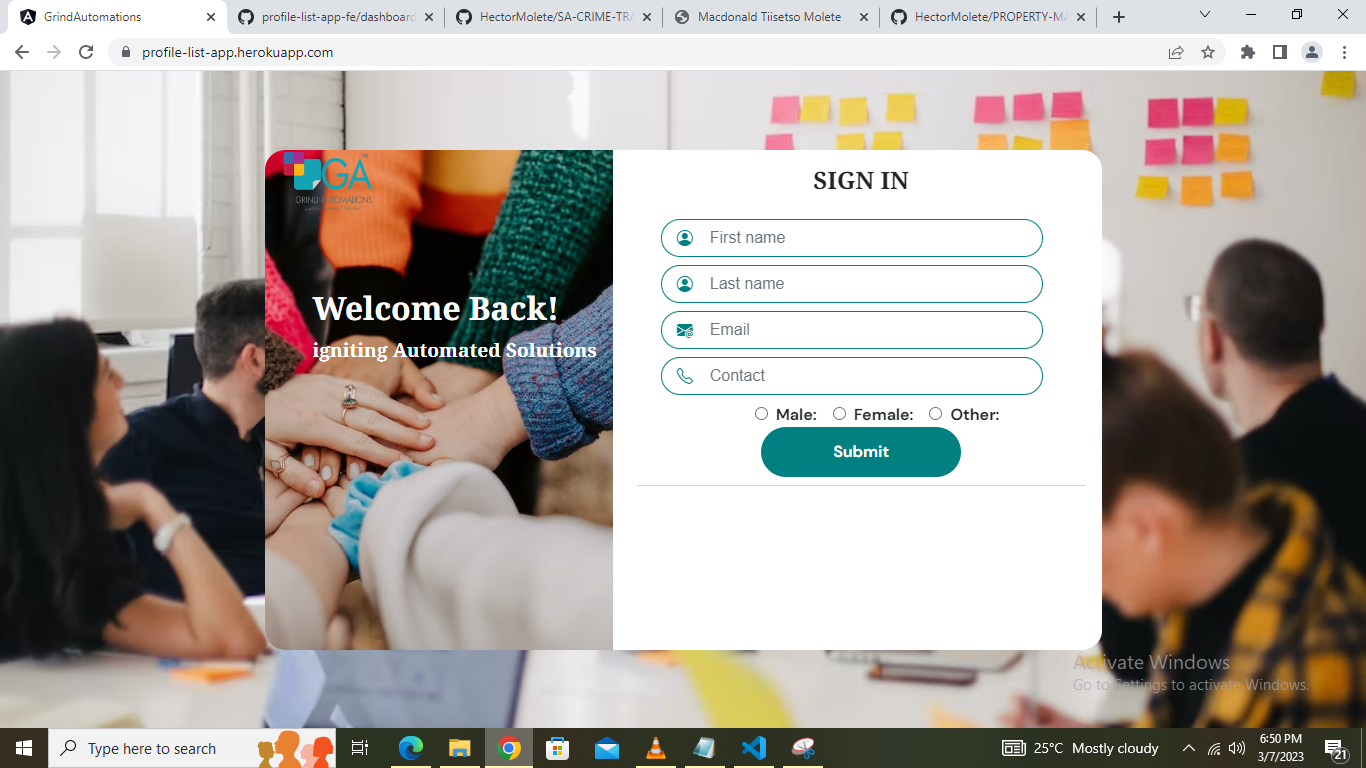 GrindAutomations
profile-list-app-fe/dashboard
HectorMolete/SA-CRIME-TRA
Macdonald Tiisetso Molete
HectorMolete/PROPERTY-MA
profile-list-app.herokuapp.com
GA
GRIND AUTOMATIONS
Welcome Back!
igniting Automated Solutions
SIGN IN
First name
Last name
Email
Contact
Male: Female: Other:
Submit
Activate Windows
Go to Settings to activate Windows.
Type here to search
25°C Mostly cloudy
6:50 PM
3/7/2023
21